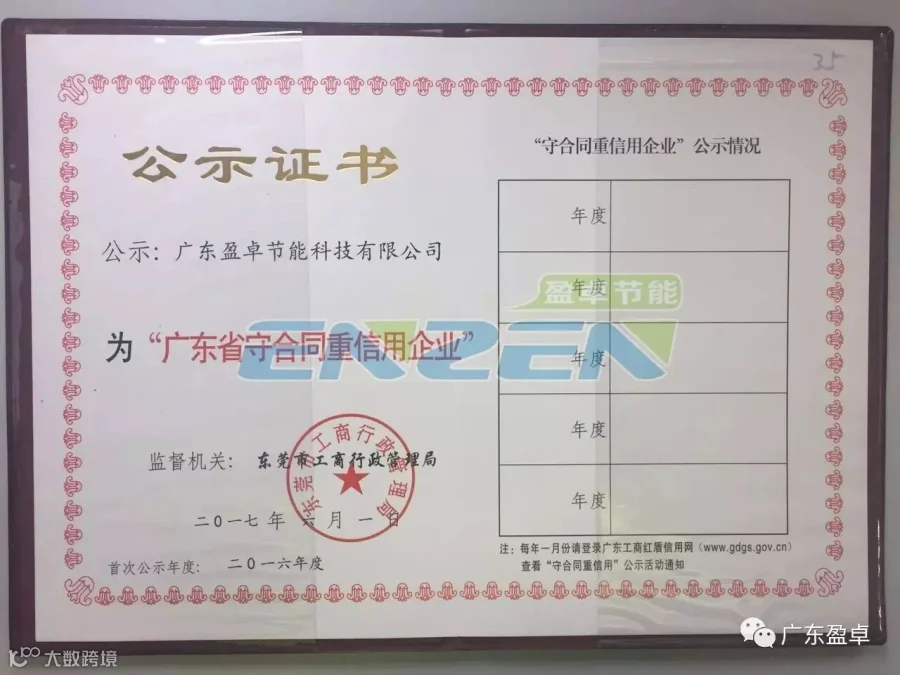 公示证书
公示：广东盈卓节能科技有限公司
为“广东省守合同重信用企业”
监督机关：东莞市工商行政管理局
东莞市工商行政管理局
二〇一七年 六月一日
首次公示年度：二〇一六年度
“守合同重信用企业”公示情况
年度
年度
年度
年度
年度
注：每年一月份请登录广东工商红盾信用网（www.gdgs.gov.cn）
查看“守合同重信用”公示活动通知
盈卓节能
ENZEN
广东盈卓
大数跨境